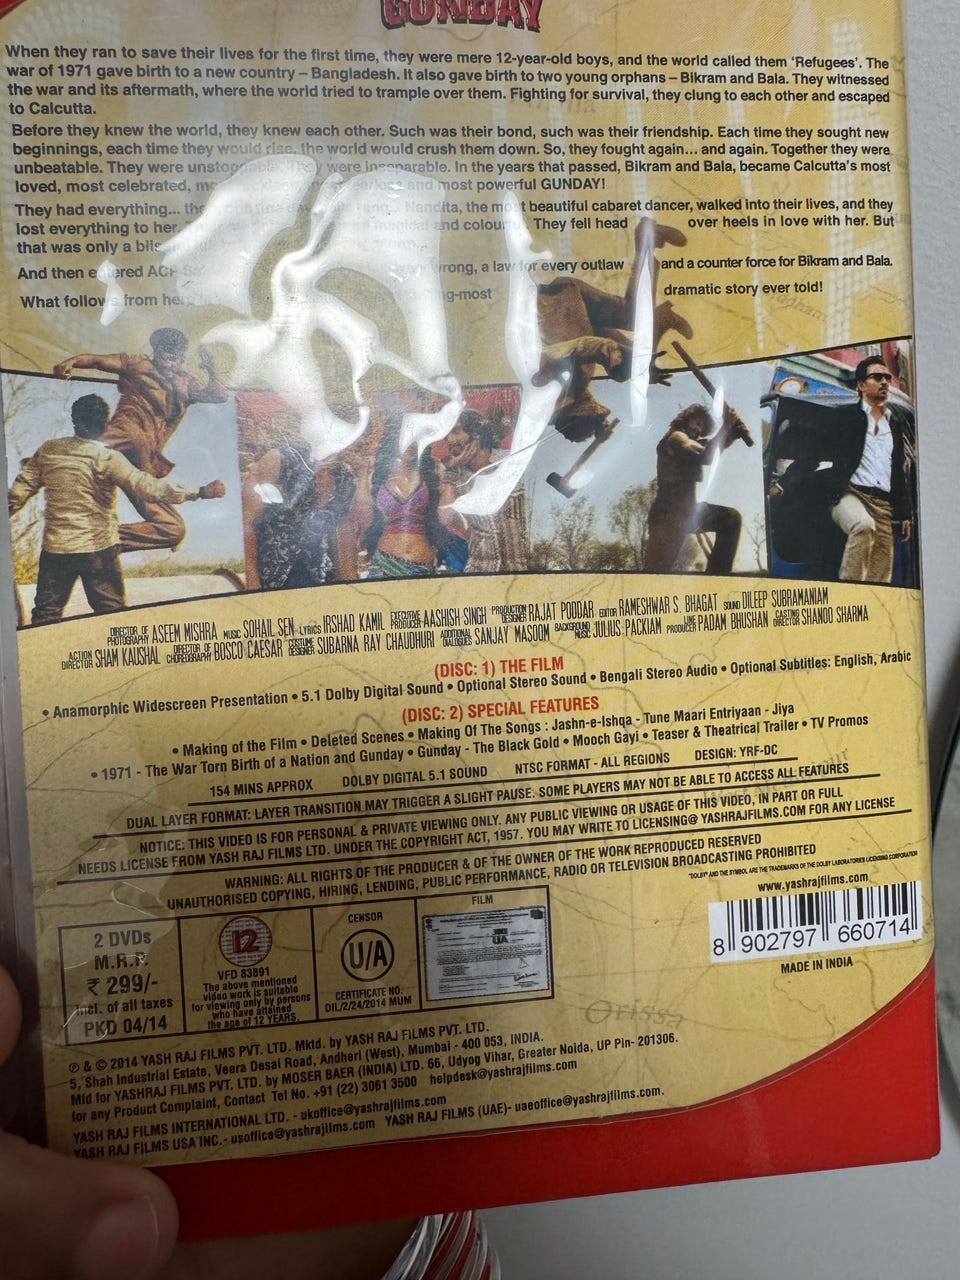 GUNDAY
When they ran to save their lives for the first time, they were mere 12-year-old boys, and the world called them 'Refugees'. The
war of 1971 gave birth to a new country – Bangladesh. It also gave birth to two young orphans – Bikram and Bala. They witnessed
the war and its aftermath, where the world tried to trample over them. Fighting for survival, they clung to each other and escaped
to Calcutta.
Before they knew the world, they knew each other. Such was their bond, such was their friendship. Each time they sought new
beginnings, each time they would rise, the world would crush them down. So, they fought again... and again. Together they were
unbeatable. They were unstoppable. They were inseparable. In the years that passed, Bikram and Bala, became Calcutta's most
loved, most celebrated, and most powerful GUNDAY!
They had everything... the Nandita, the most beautiful cabaret dancer, walked into their lives, and they
lost everything to her. magical and colourful. They fell head over heels in love with her. But
that was only a
And then entered ACP wrong, a law for every outlaw and a counter force for Bikram and Bala.
What follows from here dramatic story ever told!
DIRECTOR OF PHOTOGRAPHY ASEEM MISHRA MUSIC SOHAIL SEN LYRICS IRSHAD KAMIL EXECUTIVE PRODUCER AASHISH SINGH PRODUCTION DESIGNER RAJAT PODDAR EDITOR RAMESHWAR S. BHAGAT SOUND DILEEP SUBRAMANIAM
ACTION DIRECTOR SHAM KAUSHAL DIRECTOR OF CHOREOGRAPHY BOSCO CAESAR COSTUME DESIGNER SUBARNA RAY CHAUDHURI ADDITIONAL DIALOGUES SANJAY MASOOM BACKGROUND MUSIC JULIUS PACKIAM LINE PRODUCER PADAM BHUSHAN CASTING DIRECTOR SHANOO SHARMA
(DISC: 1) THE FILM
• Anamorphic Widescreen Presentation • 5.1 Dolby Digital Sound • Optional Stereo Sound • Bengali Stereo Audio • Optional Subtitles: English, Arabic
(DISC: 2) SPECIAL FEATURES
• Making of the Film • Deleted Scenes • Making Of The Songs : Jashn-e-Ishqa - Tune Maari Entriyaan - Jiya
• 1971 - The War Torn Birth of a Nation and Gunday • Gunday - The Black Gold • Mooch Gayi • Teaser & Theatrical Trailer • TV Promos
154 MINS APPROX DOLBY DIGITAL 5.1 SOUND NTSC FORMAT - ALL REGIONS DESIGN: YRF-DC
DUAL LAYER FORMAT: LAYER TRANSITION MAY TRIGGER A SLIGHT PAUSE. SOME PLAYERS MAY NOT BE ABLE TO ACCESS ALL FEATURES
NOTICE: THIS VIDEO IS FOR PERSONAL & PRIVATE VIEWING ONLY. ANY PUBLIC VIEWING OR USAGE OF THIS VIDEO, IN PART OR FULL
NEEDS LICENSE FROM YASH RAJ FILMS LTD. UNDER THE COPYRIGHT ACT, 1957. YOU MAY WRITE TO LICENSING@ YASHRAJFILMS.COM FOR ANY LICENSE
WARNING: ALL RIGHTS OF THE PRODUCER & OF THE OWNER OF THE WORK REPRODUCED RESERVED
UNAUTHORISED COPYING, HIRING, LENDING, PUBLIC PERFORMANCE, RADIO OR TELEVISION BROADCASTING PROHIBITED
"DOLBY" AND THE SYMBOL ARE THE TRADEMARKS OF THE DOLBY LABORATORIES LICENSING CORPORATION
www.yashrajfilms.com
8 902797 660714
MADE IN INDIA
2 DVDs
M.R.P.
₹ 299/-
incl. of all taxes
PKD 04/14
12
VFD 83891
The above mentioned
video work is suitable
for viewing only by persons
who have attained
the age of 12 YEARS.
CENSOR
U/A
CERTIFICATE NO.
DIL/2/24/2014 MUM
FILM
UA
Orissa
℗ & © 2014 YASH RAJ FILMS PVT. LTD. Mktd. by YASH RAJ FILMS PVT. LTD.
5, Shah Industrial Estate, Veera Desai Road, Andheri (West), Mumbai - 400 053, INDIA.
Mfd for YASHRAJ FILMS PVT. LTD. by MOSER BAER (INDIA) LTD. 66, Udyog Vihar, Greater Noida, UP Pin- 201306.
for any Product Complaint, Contact Tel No. +91 (22) 3061 3500 helpdesk@yashrajfilms.com
YASH RAJ FILMS INTERNATIONAL LTD. - ukoffice@yashrajfilms.com
YASH RAJ FILMS USA INC.- usoffice@yashrajfilms.com YASH RAJ FILMS (UAE)- uaeoffice@yashrajfilms.com.